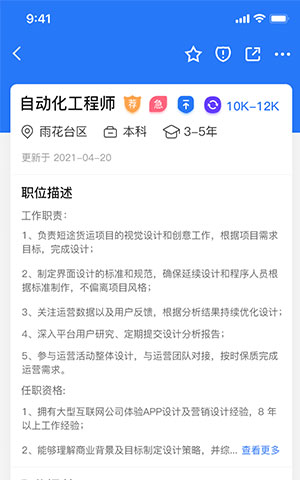 9:41
自动化工程师 荐 急 10K-12K
雨花台区 本科 3-5年
更新于 2021-04-20
职位描述
工作职责：
1、负责短途货运项目的视觉设计和创意工作，根据项目需求
目标，完成设计；
2、制定界面设计的标准和规范，确保延续设计和程序人员根
据标准制作，不偏离项目风格；
3、关注运营数据以及用户反馈，根据分析结果持续优化设计；
4、深入平台用户研究、定期提交设计分析报告；
5、参与运营活动整体设计，与运营团队对接，按时保质完成
运营需求。
任职资格：
1、拥有大型互联网公司体验APP设计及营销设计经验，8 年
以上工作经验；
2、能够理解商业背景及目标制定设计策略，并综... 查看更多